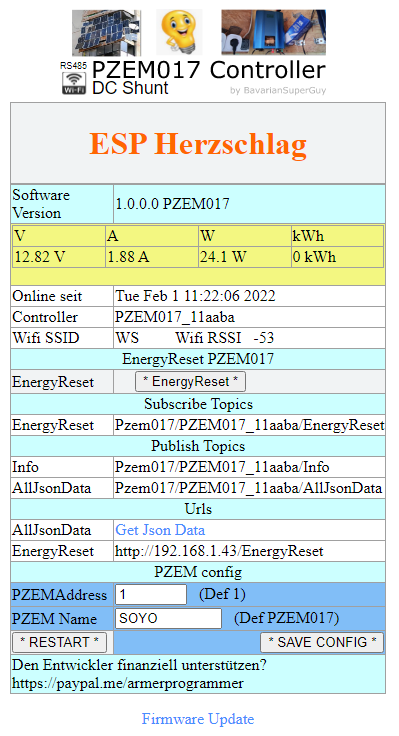 RS485
PZEM017 Controller
Wi-Fi
DC Shunt
by BavarianSuperGuy
ESP Herzschlag
Software Version 1.0.0.0 PZEM017
V A W kWh
12.82 V 1.88 A 24.1 W 0 kWh
Online seit Tue Feb 1 11:22:06 2022
Controller PZEM017_11aaba
Wifi SSID WS Wifi RSSI -53
EnergyReset PZEM017
EnergyReset * EnergyReset *
Subscribe Topics
EnergyReset Pzem017/PZEM017_11aaba/EnergyReset
Publish Topics
Info Pzem017/PZEM017_11aaba/Info
AllJsonData Pzem017/PZEM017_11aaba/AllJsonData
Urls
AllJsonData Get Json Data
EnergyReset http://192.168.1.43/EnergyReset
PZEM config
PZEMAddress 1 (Def 1)
PZEM Name SOYO (Def PZEM017)
* RESTART * * SAVE CONFIG *
Den Entwickler finanziell unterstützen?
https://paypal.me/armerprogrammer
Firmware Update